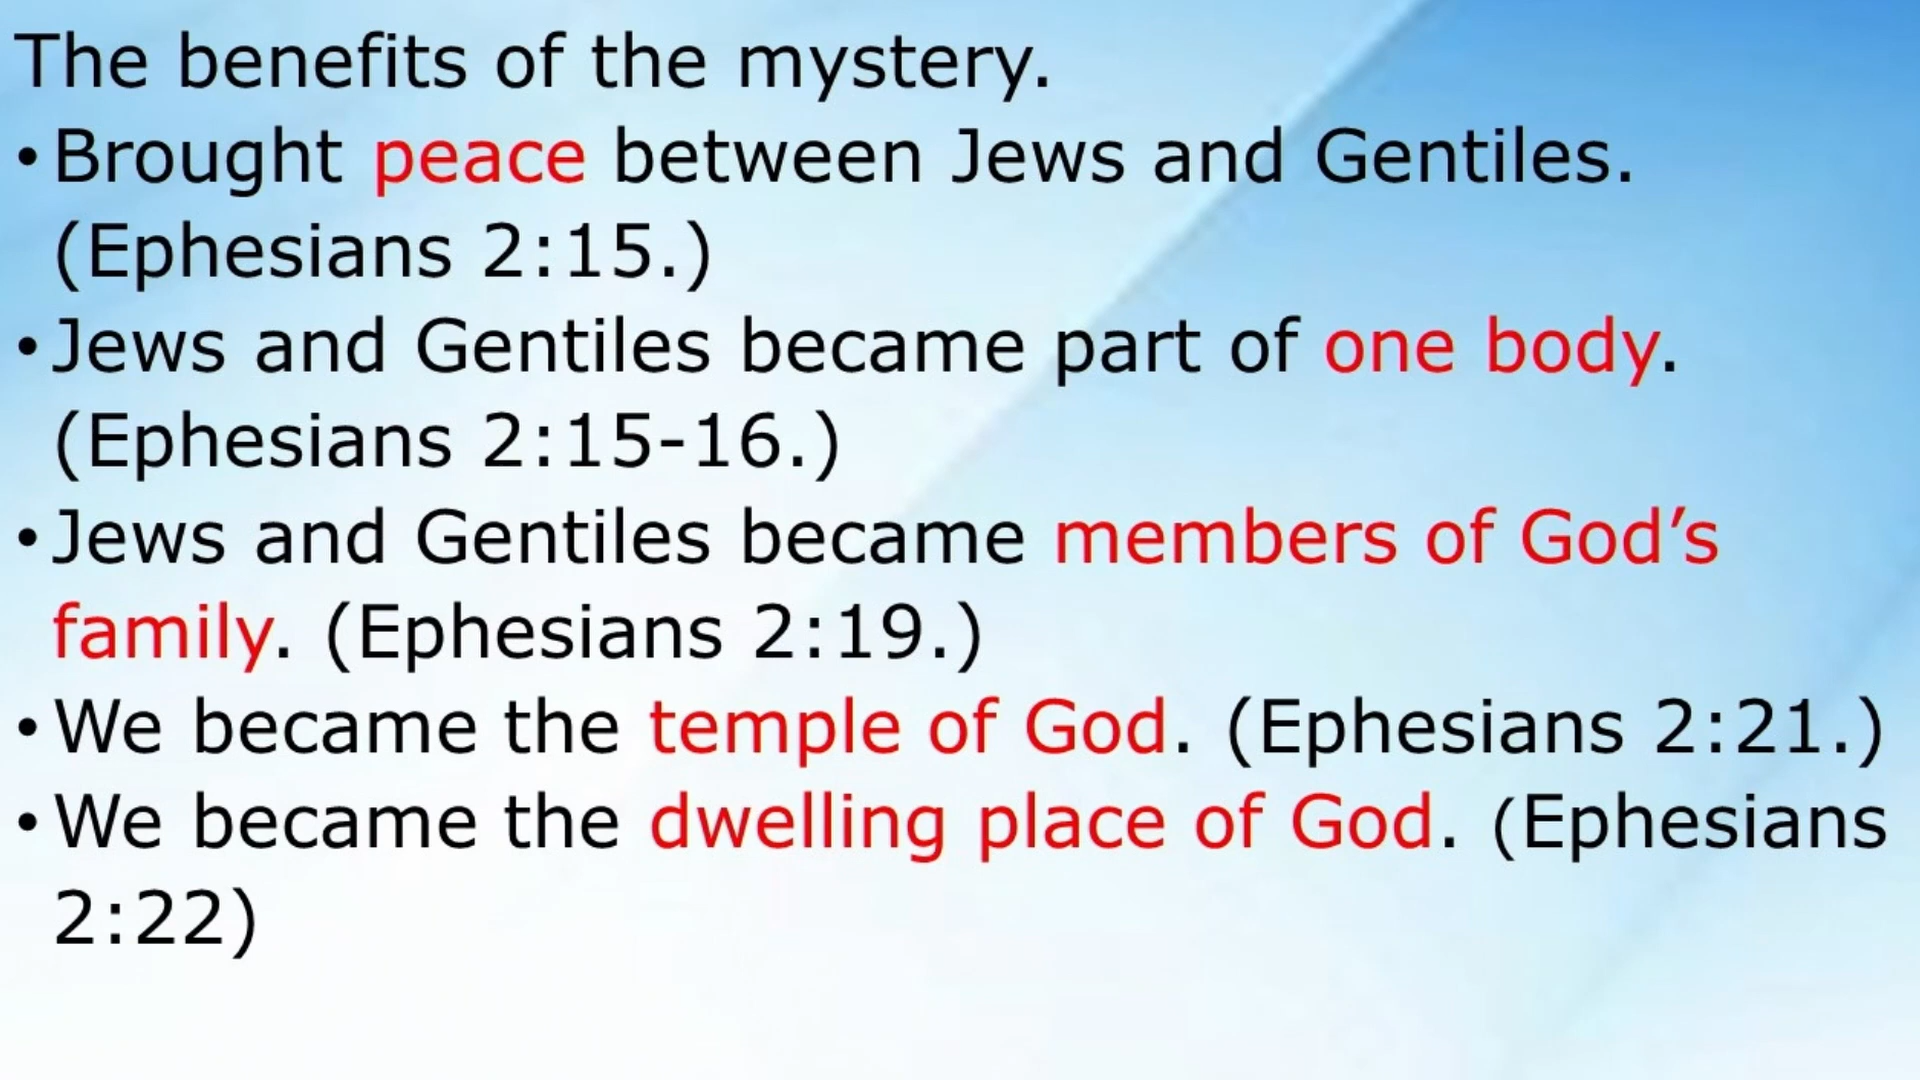 The benefits of the mystery.
•Brought peace between Jews and Gentiles.
(Ephesians 2:15.)
•Jews and Gentiles became part of one body.
(Ephesians 2:15-16.)
•Jews and Gentiles became members of God’s
family. (Ephesians 2:19.)
•We became the temple of God. (Ephesians 2:21.)
•We became the dwelling place of God. (Ephesians
2:22)